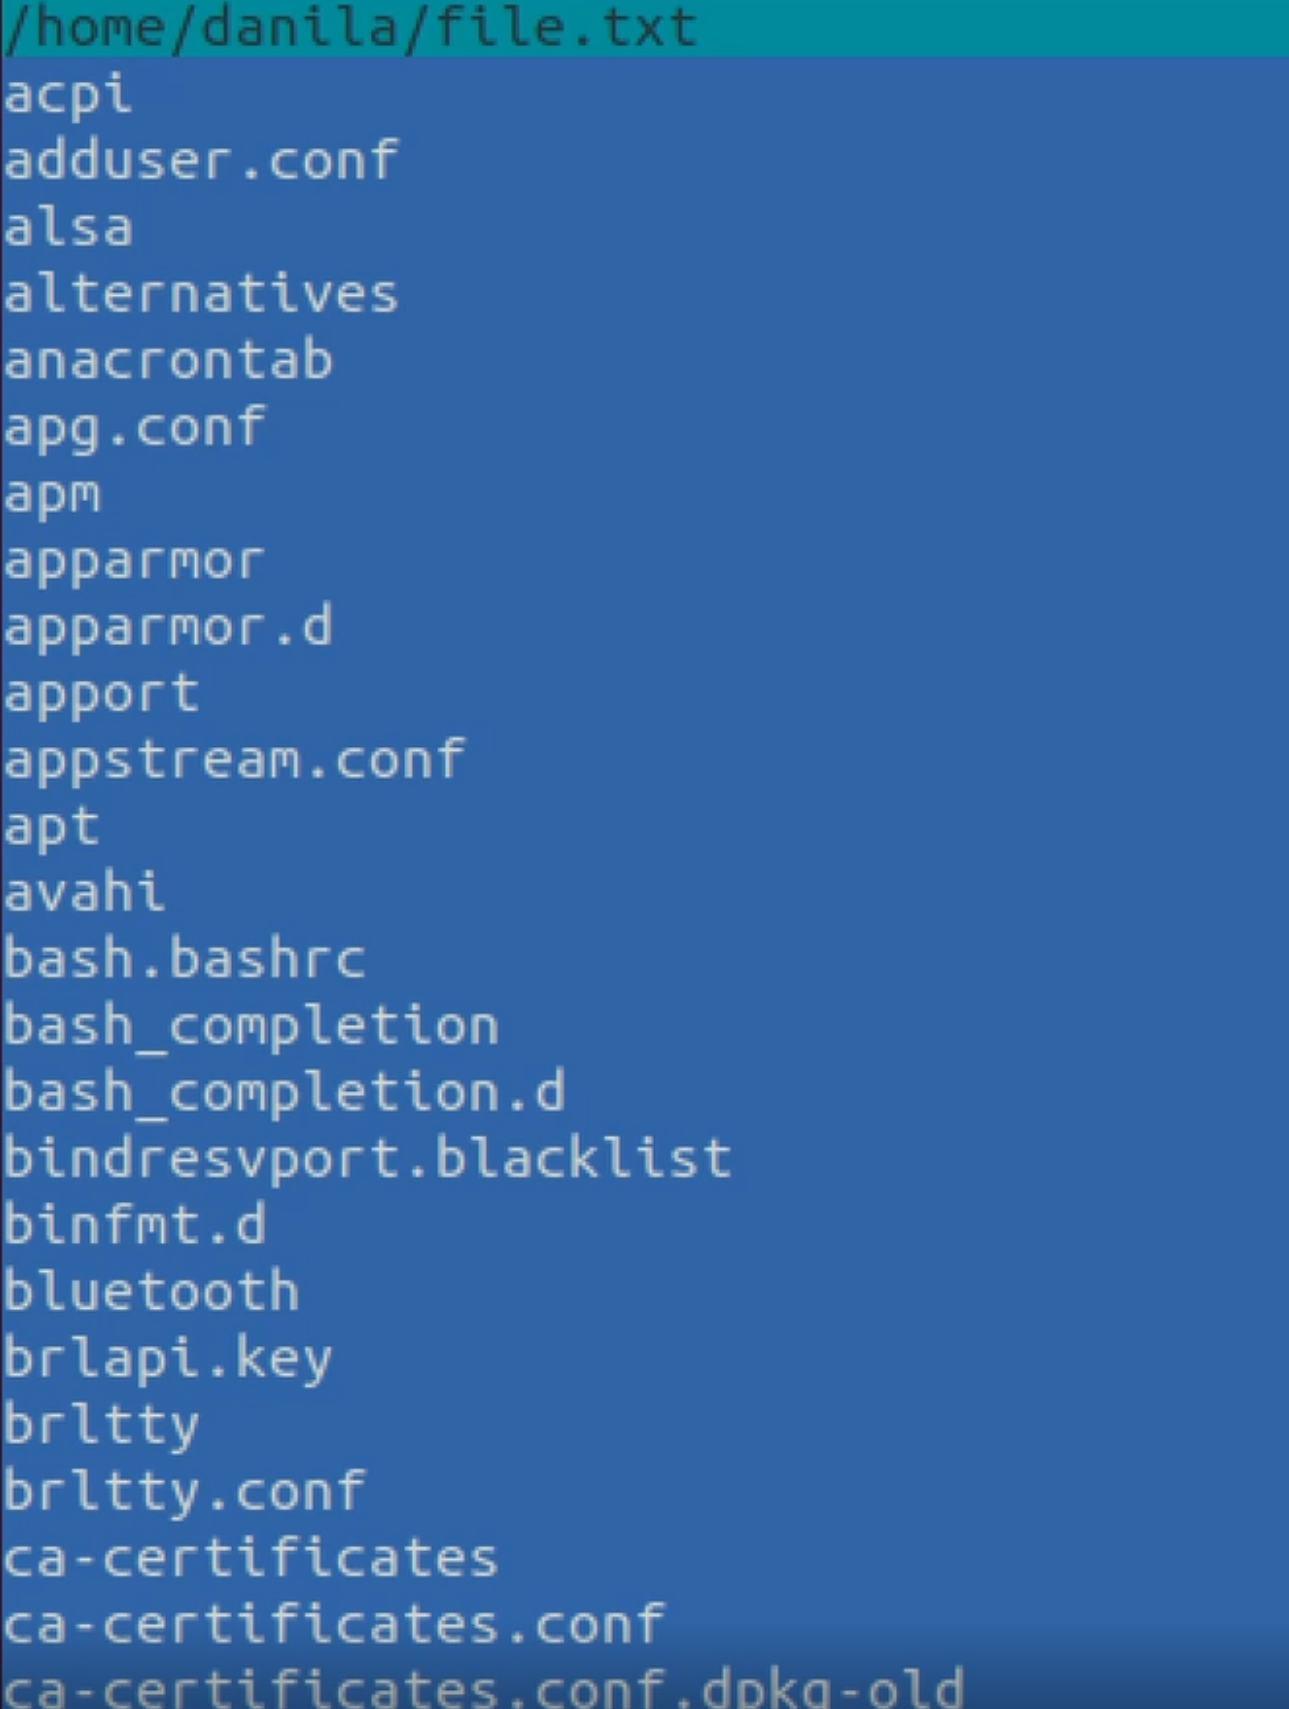 /home/danila/file.txt
acpi
adduser.conf
alsa
alternatives
anacrontab
apg.conf
apm
apparmor
apparmor.d
apport
appstream.conf
apt
avahi
bash.bashrc
bash_completion
bash_completion.d
bindresvport.blacklist
binfmt.d
bluetooth
brlapi.key
brltty
brltty.conf
ca-certificates
ca-certificates.conf
ca-certificates.conf.dpkg-old